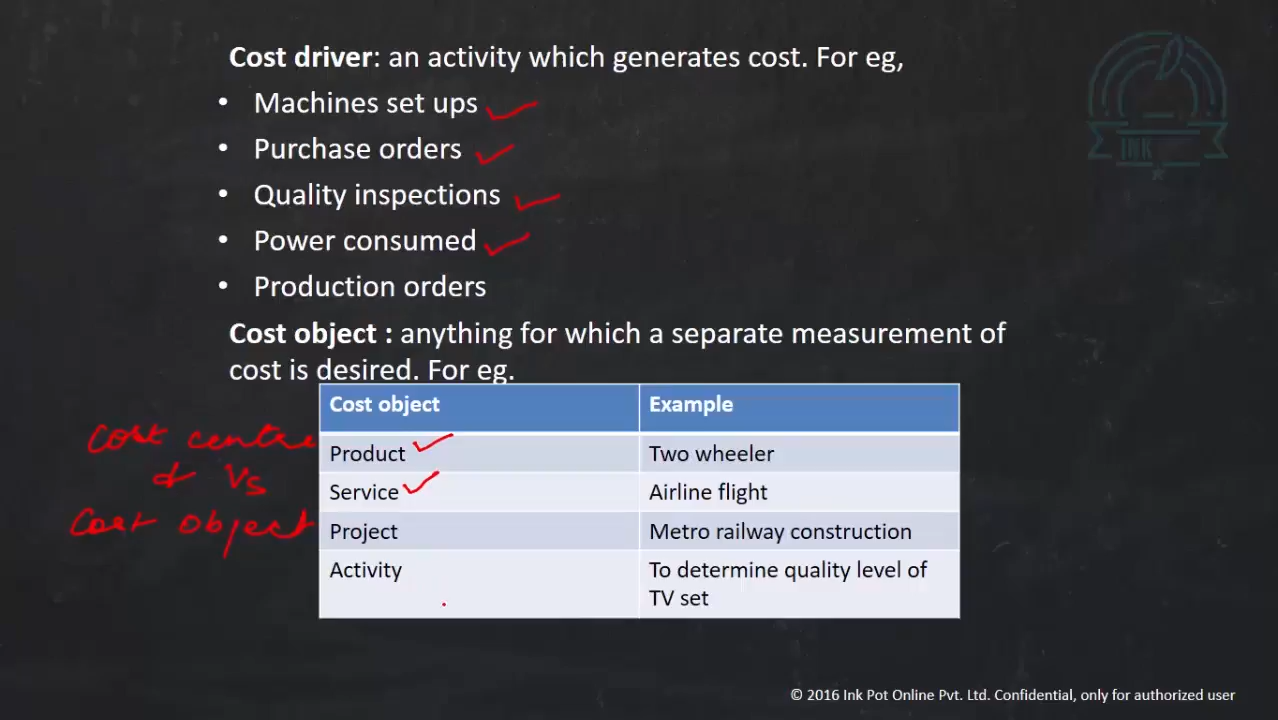 Cost driver: an activity which generates cost. For eg,
• Machines set ups
• Purchase orders
• Quality inspections
• Power consumed
• Production orders
Cost object : anything for which a separate measurement of
cost is desired. For eg.
Cost object Example
Product Two wheeler
Service Airline flight
Project Metro railway construction
Activity To determine quality level of
TV set
Cost centre
Vs
Cost object
INK
© 2016 Ink Pot Online Pvt. Ltd. Confidential, only for authorized user